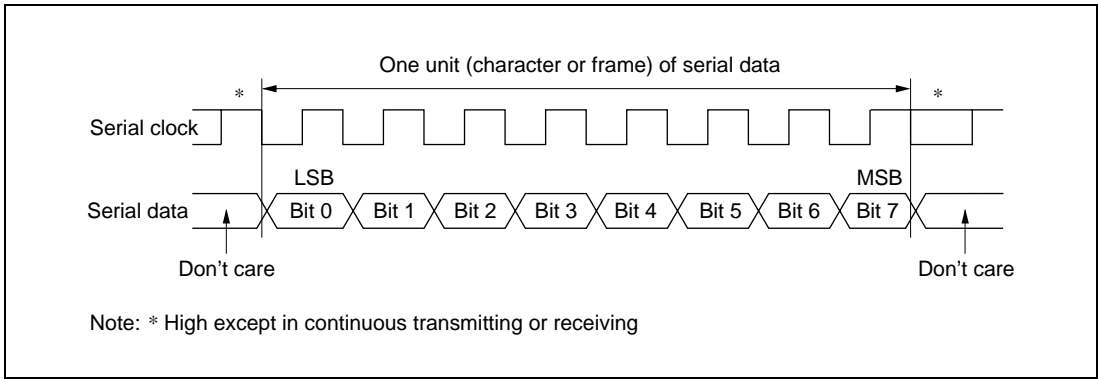 One unit (character or frame) of serial data
* *
Serial clock
LSB MSB
Serial data Bit 0 Bit 1 Bit 2 Bit 3 Bit 4 Bit 5 Bit 6 Bit 7
Don't care Don't care
Note: * High except in continuous transmitting or receiving